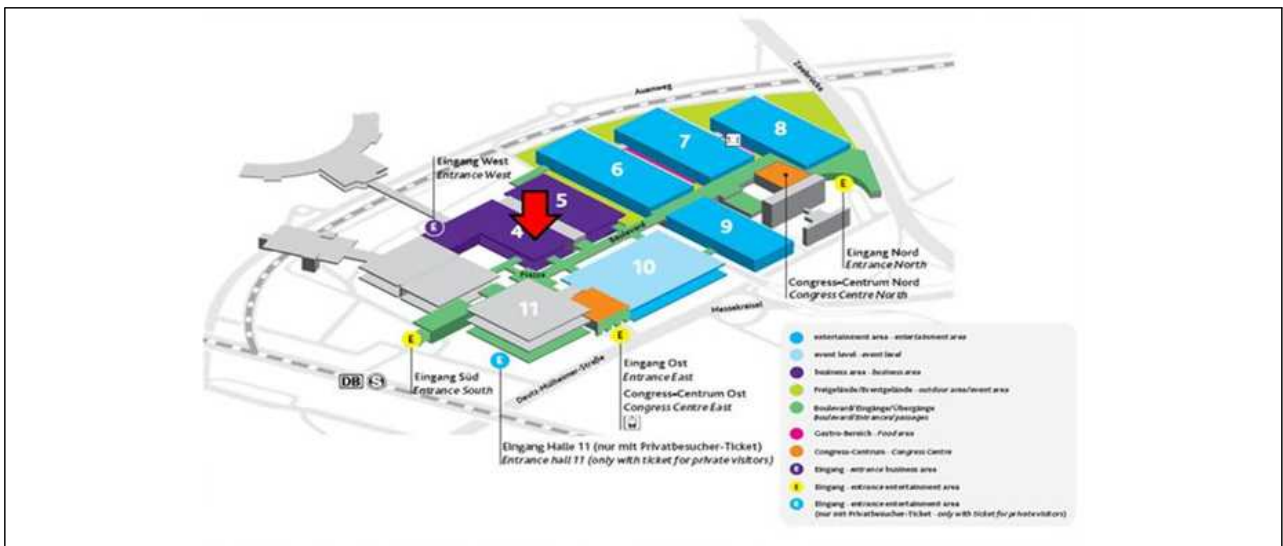 Auenweg
Zoobrücke
8
7
6
Eingang West
Entrance West
5
E
4
E
Boulevard
9
Eingang Nord
Entrance North
10
Piazza
Congress-Centrum Nord
Congress Centre North
11
Messekreisel
E
E
E
Eingang Ost
Entrance East
Eingang Süd
Entrance South
DB S
Deutz-Mülheimer-Straße
Congress-Centrum Ost
Congress Centre East
Eingang Halle 11 (nur mit Privatbesucher-Ticket)
Entrance hall 11 (only with ticket for private visitors)
entertainment area - entertainment area
event level - event level
business area - business area
Freigelände/Eventgelände - outdoor area/event area
Boulevard/Eingänge/Übergänge
Boulevard/Entrances/passages
Gastro-Bereich - Food area
Congress-Centrum - Congress Centre
E Eingang - entrance business area
E Eingang - entrance entertainment area
E Eingang - entrance entertainment area
(nur mit Privatbesucher-Ticket - only with ticket for private visitors)